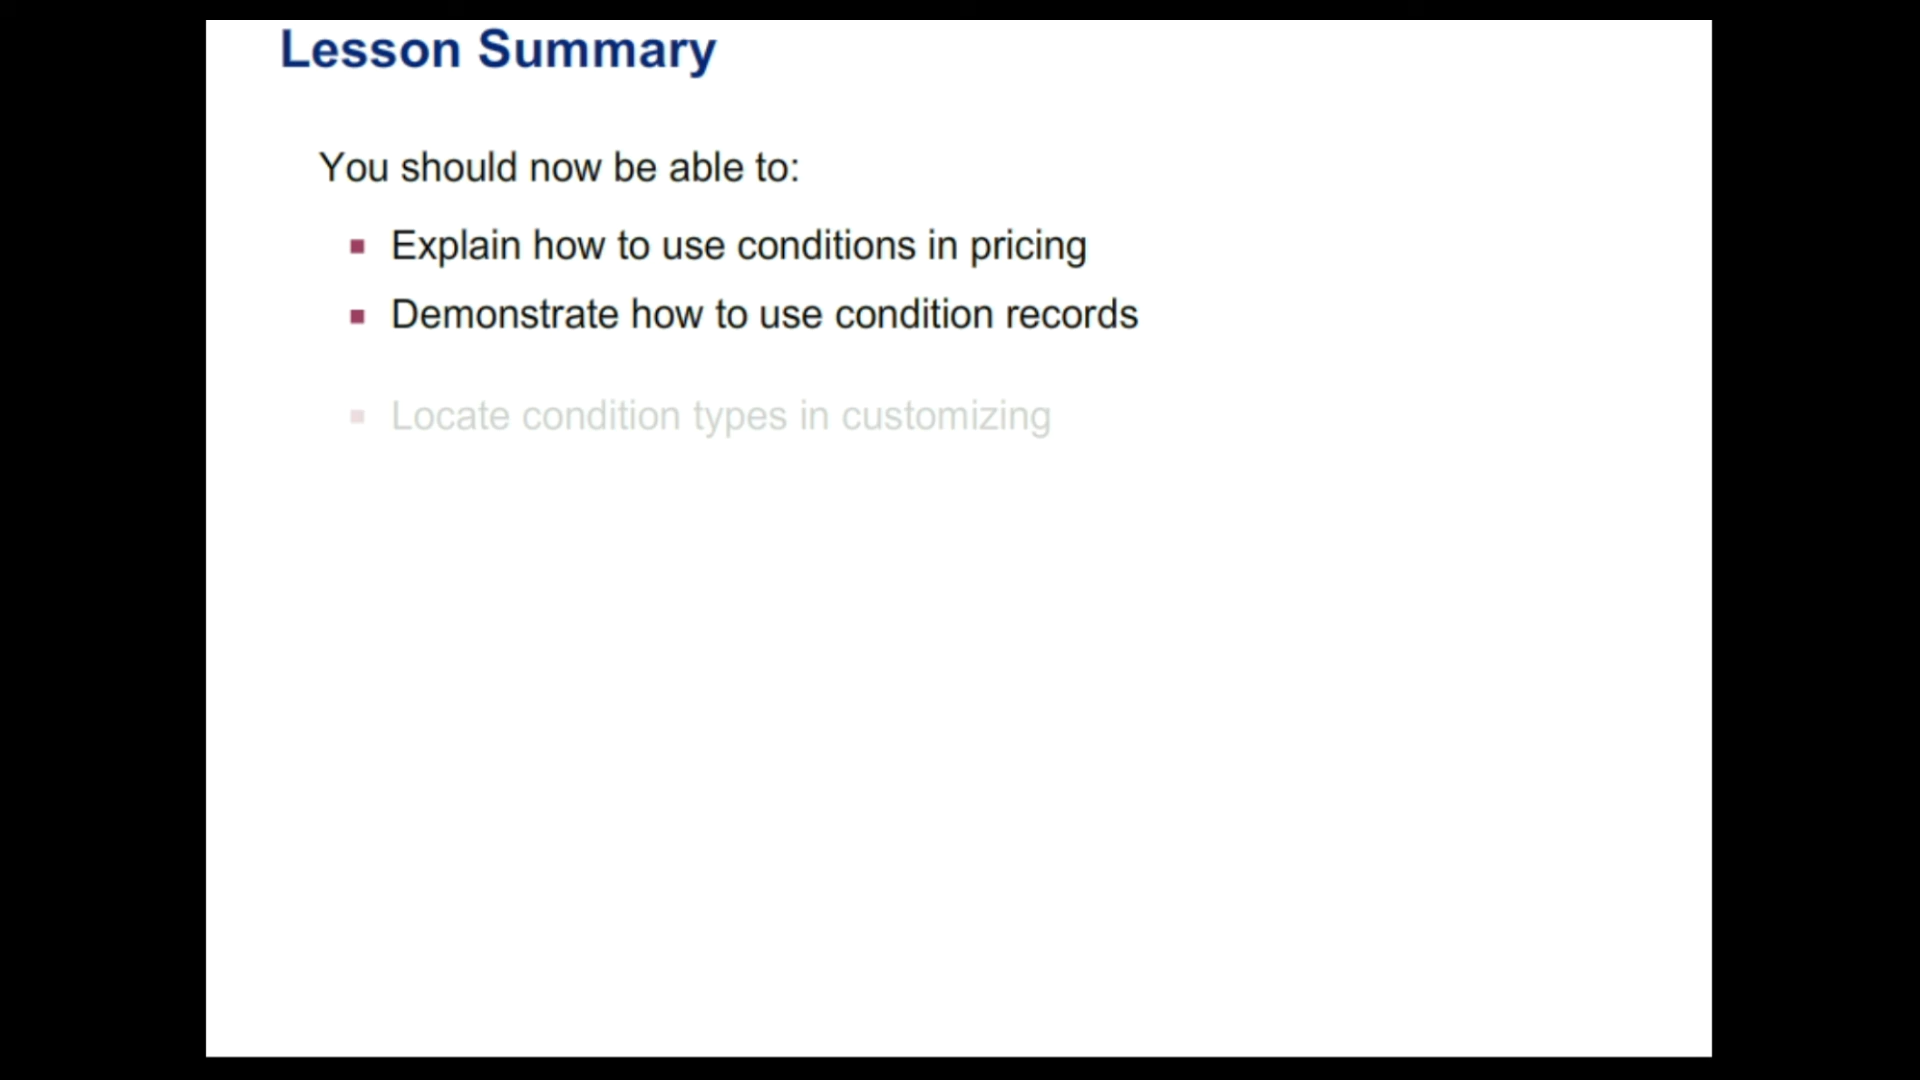 Lesson Summary
You should now be able to:
Explain how to use conditions in pricing
Demonstrate how to use condition records
Locate condition types in customizing